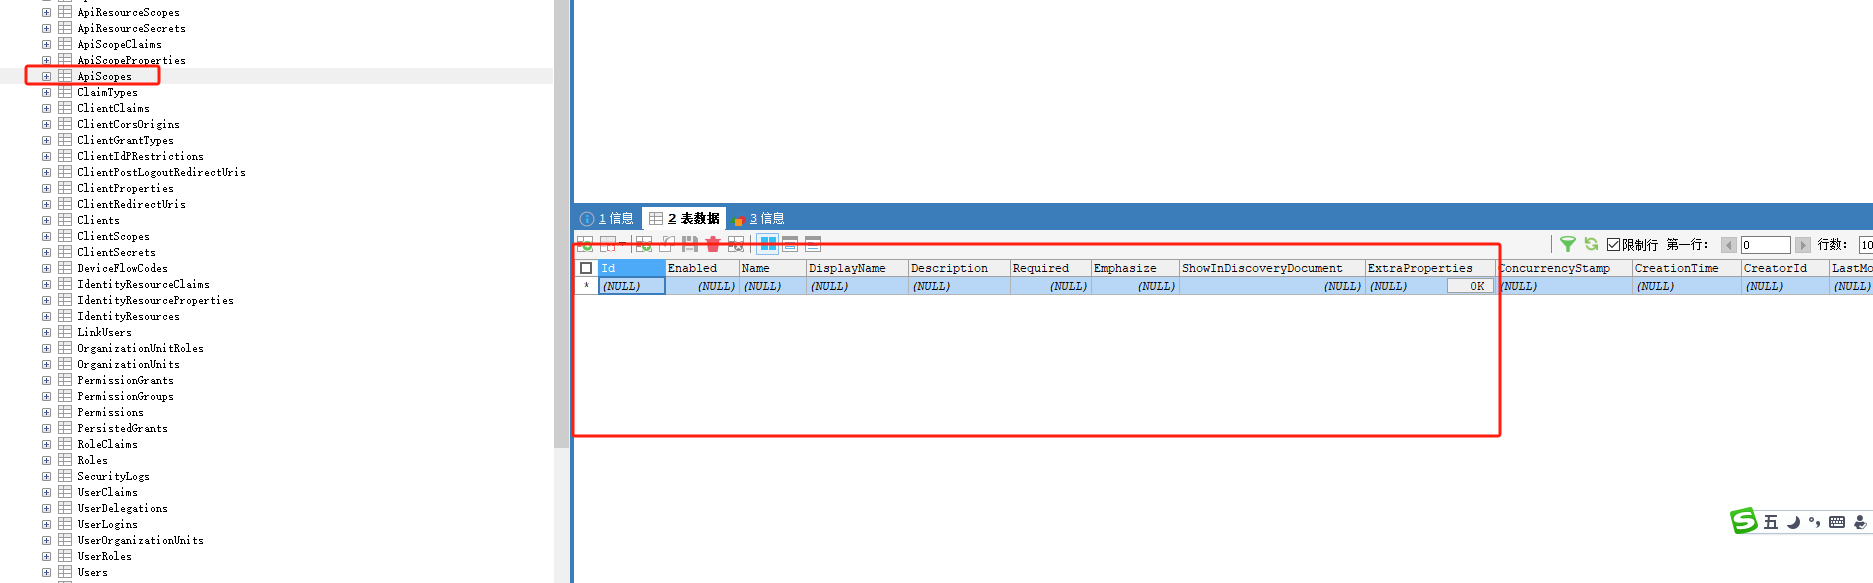 ApiResourceScopes
ApiResourceSecrets
ApiScopeClaims
ApiScopeProperties
ApiScopes
ClaimTypes
ClientClaims
ClientCorsOrigins
ClientGrantTypes
ClientIdPRestrictions
ClientPostLogoutRedirectUris
ClientProperties
ClientRedirectUris
Clients
ClientScopes
ClientSecrets
DeviceFlowCodes
IdentityResourceClaims
IdentityResourceProperties
IdentityResources
LinkUsers
OrganizationUnitRoles
OrganizationUnits
PermissionGrants
PermissionGroups
Permissions
PersistedGrants
RoleClaims
Roles
SecurityLogs
UserClaims
UserDelegations
UserLogins
UserOrganizationUnits
UserRoles
Users
1 信息 2 表数据 3 信息
限制行 第一行: 0 行数: 10
Id Enabled Name DisplayName Description Required Emphasize ShowInDiscoveryDocument ExtraProperties ConcurrencyStamp CreationTime CreatorId LastMo
* (NULL) (NULL) (NULL) (NULL) (NULL) (NULL) (NULL) (NULL) (NULL) 0K (NULL) (NULL) (NULL) (NULL)
五